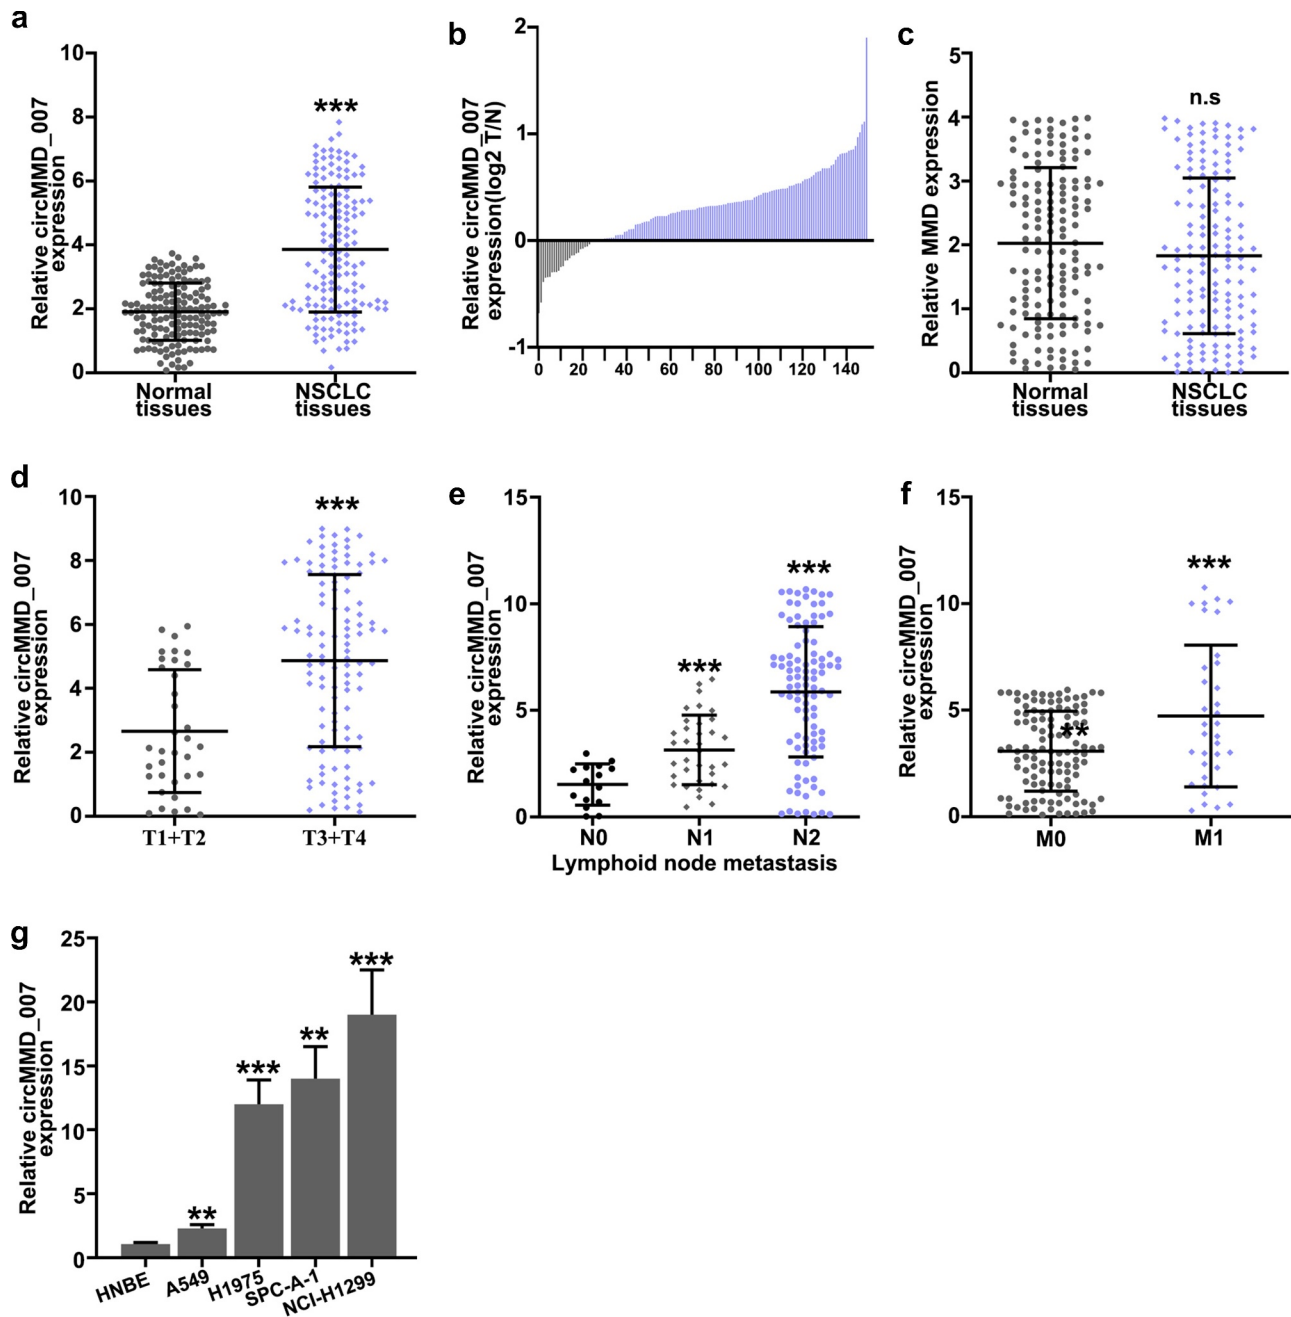 a
Relative circMMD_007
expression
10
8
6
4
2
0
***
Normal
tissues
NSCLC
tissues
b
Relative circMMD_007
expression(log2 T/N)
2
1
0
-1
0 20 40 60 80 100 120 140
c
Relative MMD expression
5
4
3
2
1
0
n.s
Normal
tissues
NSCLC
tissues
d
Relative circMMD_007
expression
10
8
6
4
2
0
***
T1+T2 T3+T4
e
Relative circMMD_007
expression
15
10
5
0
***
***
N0 N1 N2
Lymphoid node metastasis
f
Relative circMMD_007
expression
15
10
5
0
**
***
M0 M1
g
Relative circMMD_007
expression
25
20
15
10
5
0
**
***
**
***
HNBE
A549
H1975
SPC-A-1
NCI-H1299